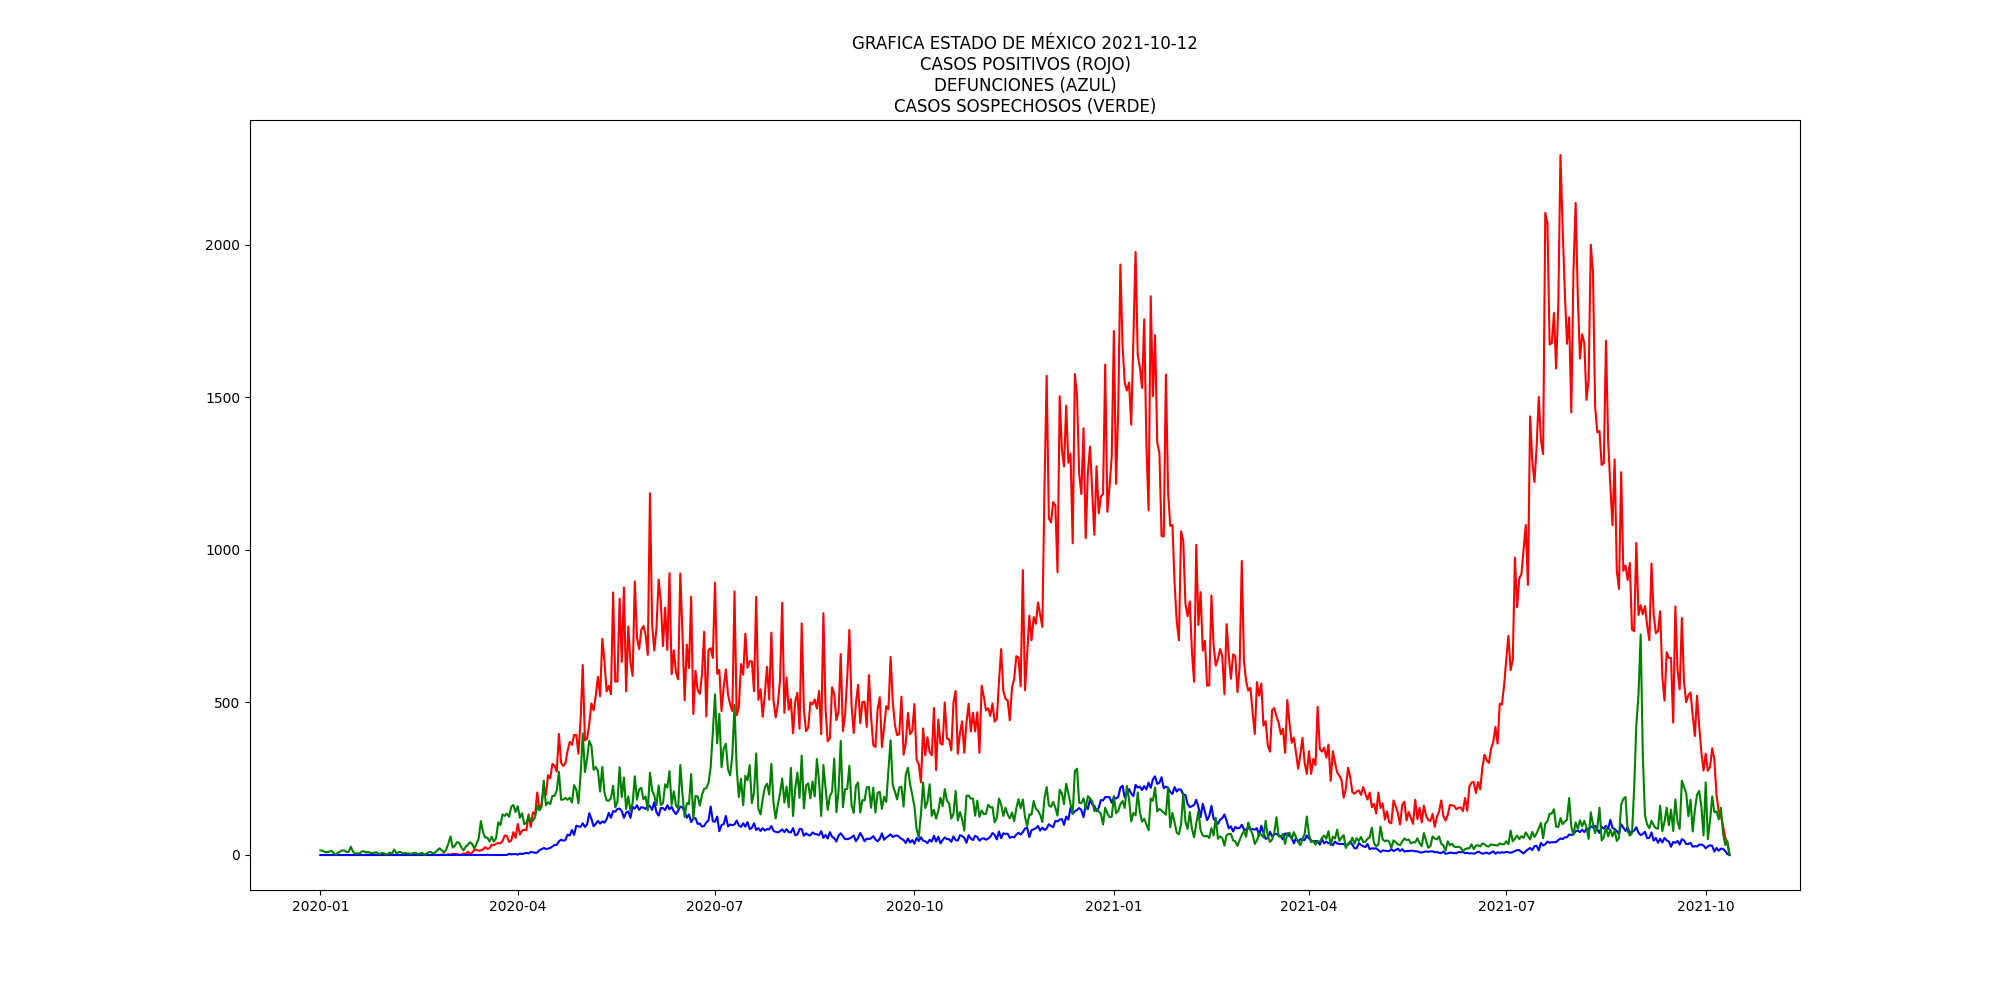 GRAFICA ESTADO DE MÉXICO 2021-10-12
CASOS POSITIVOS (ROJO)
DEFUNCIONES (AZUL)
CASOS SOSPECHOSOS (VERDE)
2000
1500
1000
500
0
2020-01 2020-04 2020-07 2020-10 2021-01 2021-04 2021-07 2021-10